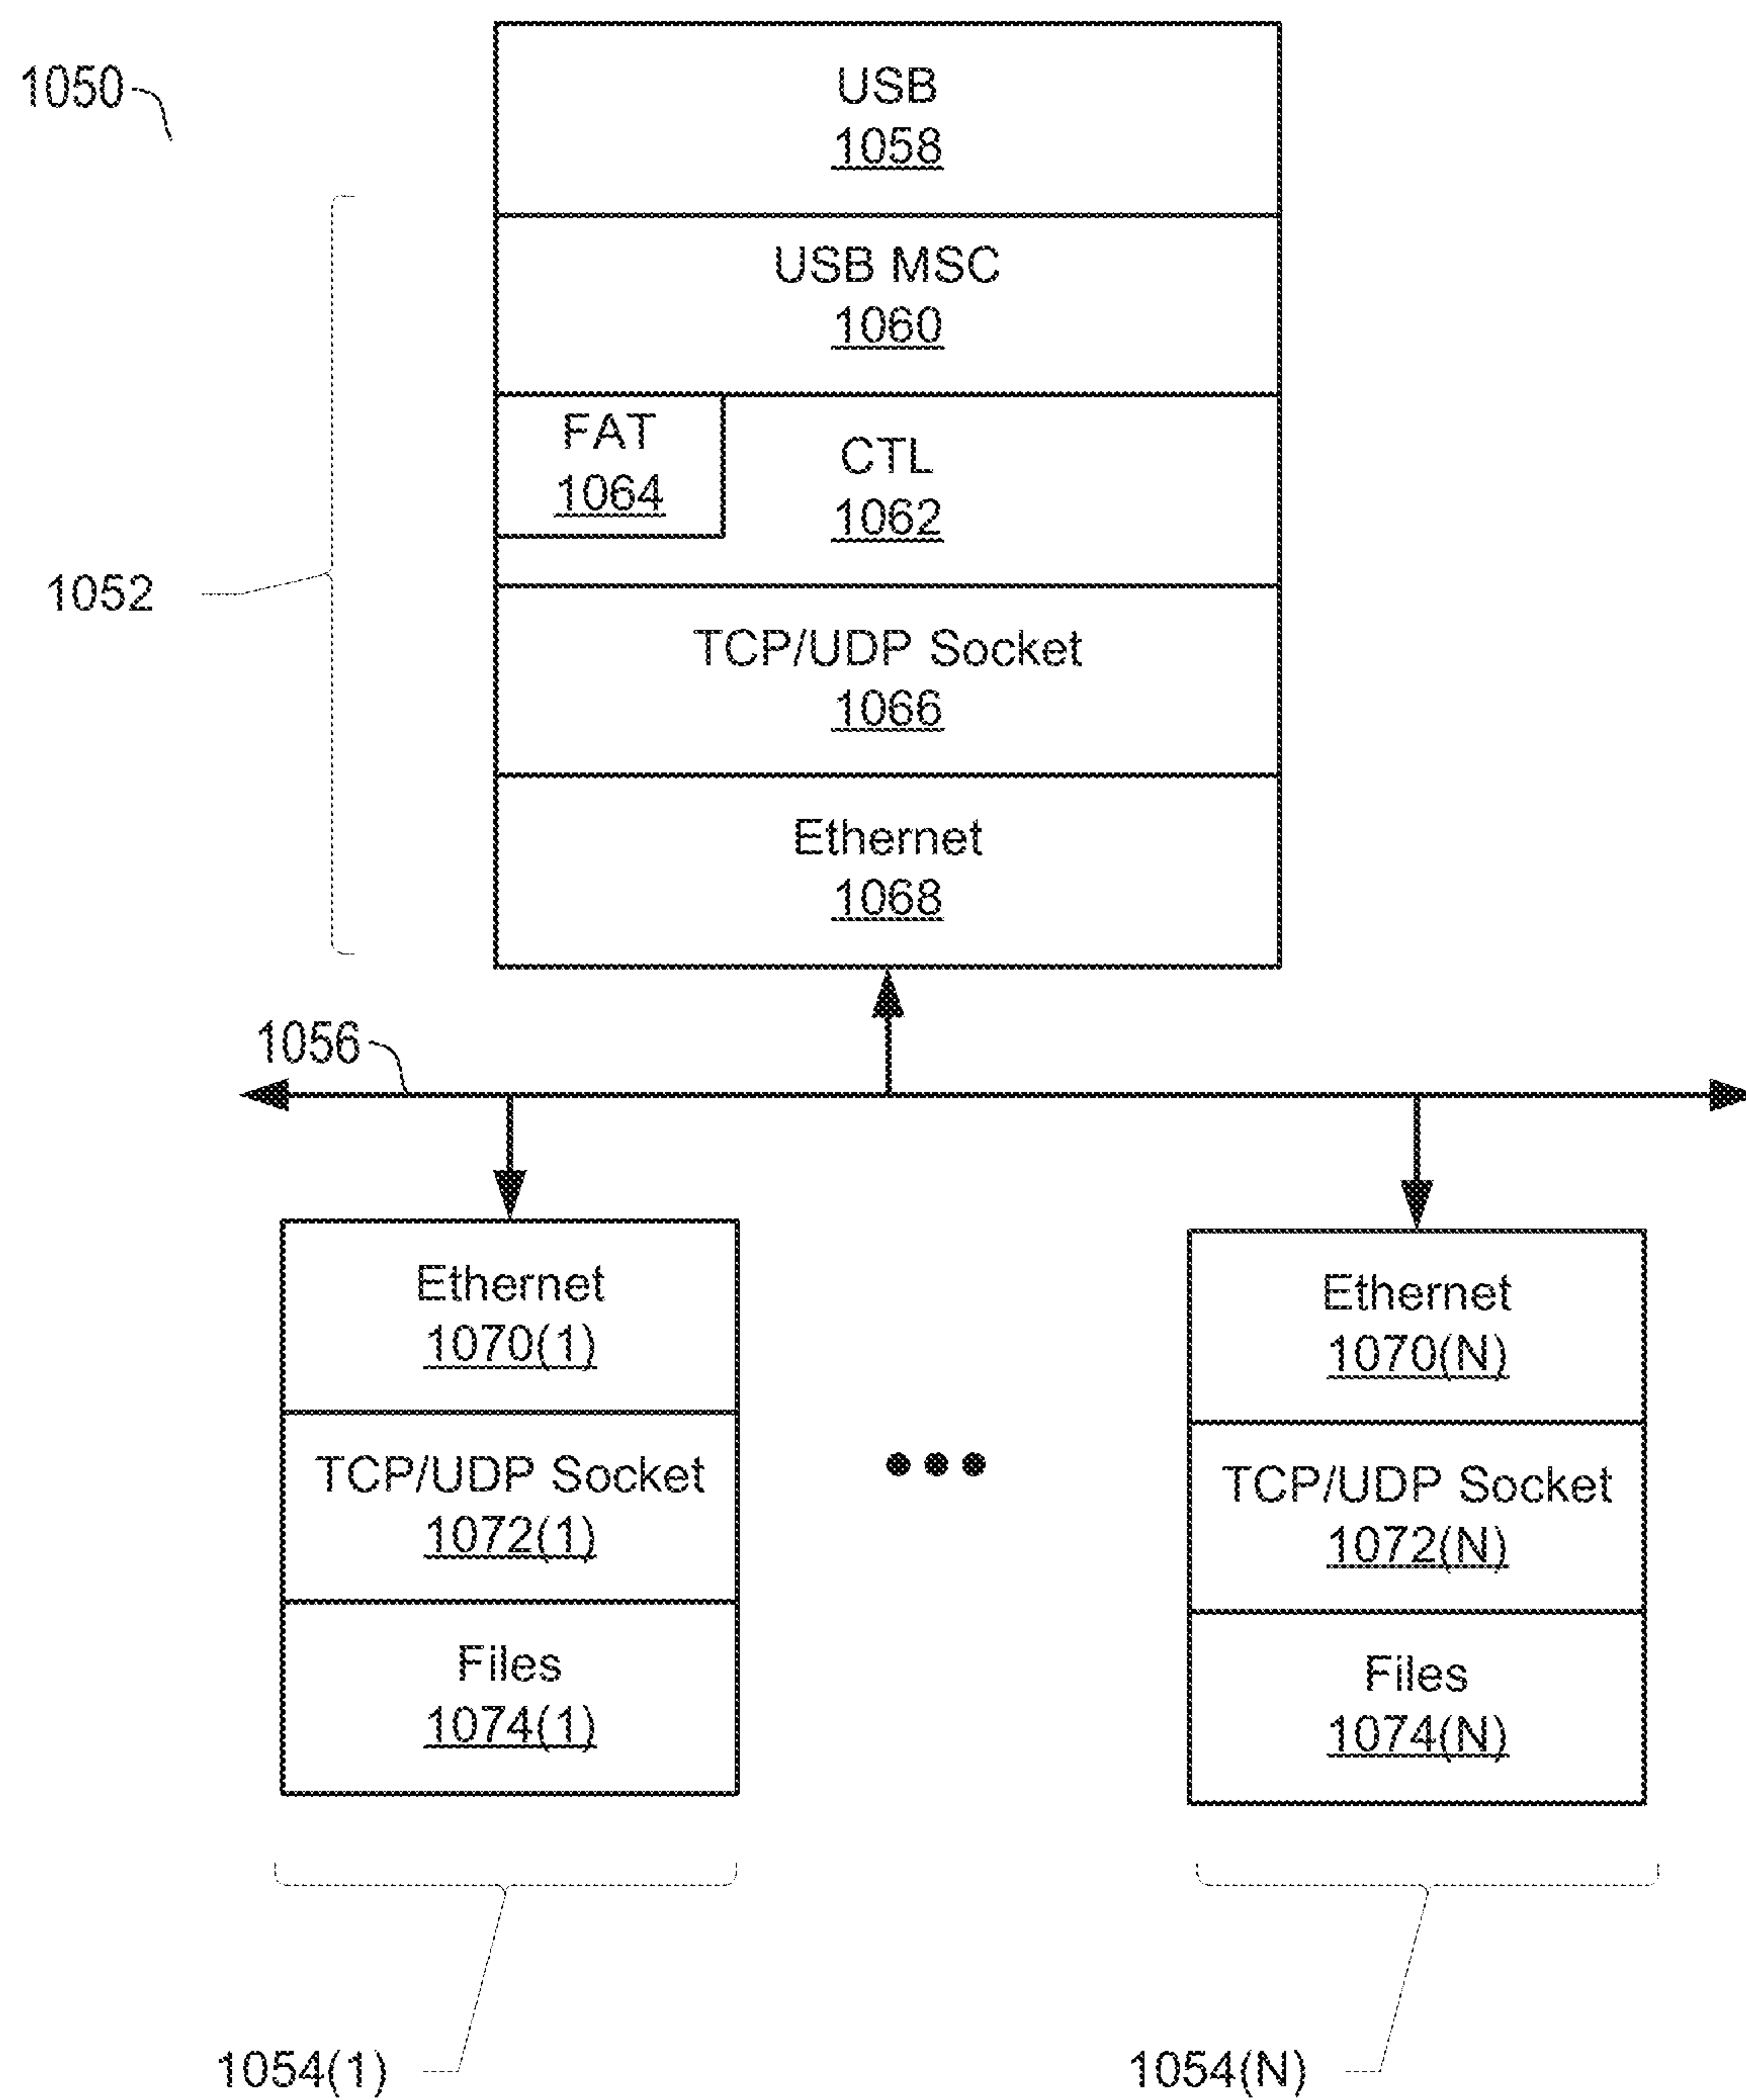 1050
USB
1058
USB MSC
1060
FAT
1064
CTL
1062
1052
TCP/UDP Socket
1066
Ethernet
1068
1056
Ethernet
1070(1)
TCP/UDP Socket
1072(1)
Files
1074(1)
Ethernet
1070(N)
TCP/UDP Socket
1072(N)
Files
1074(N)
1054(1)
1054(N)